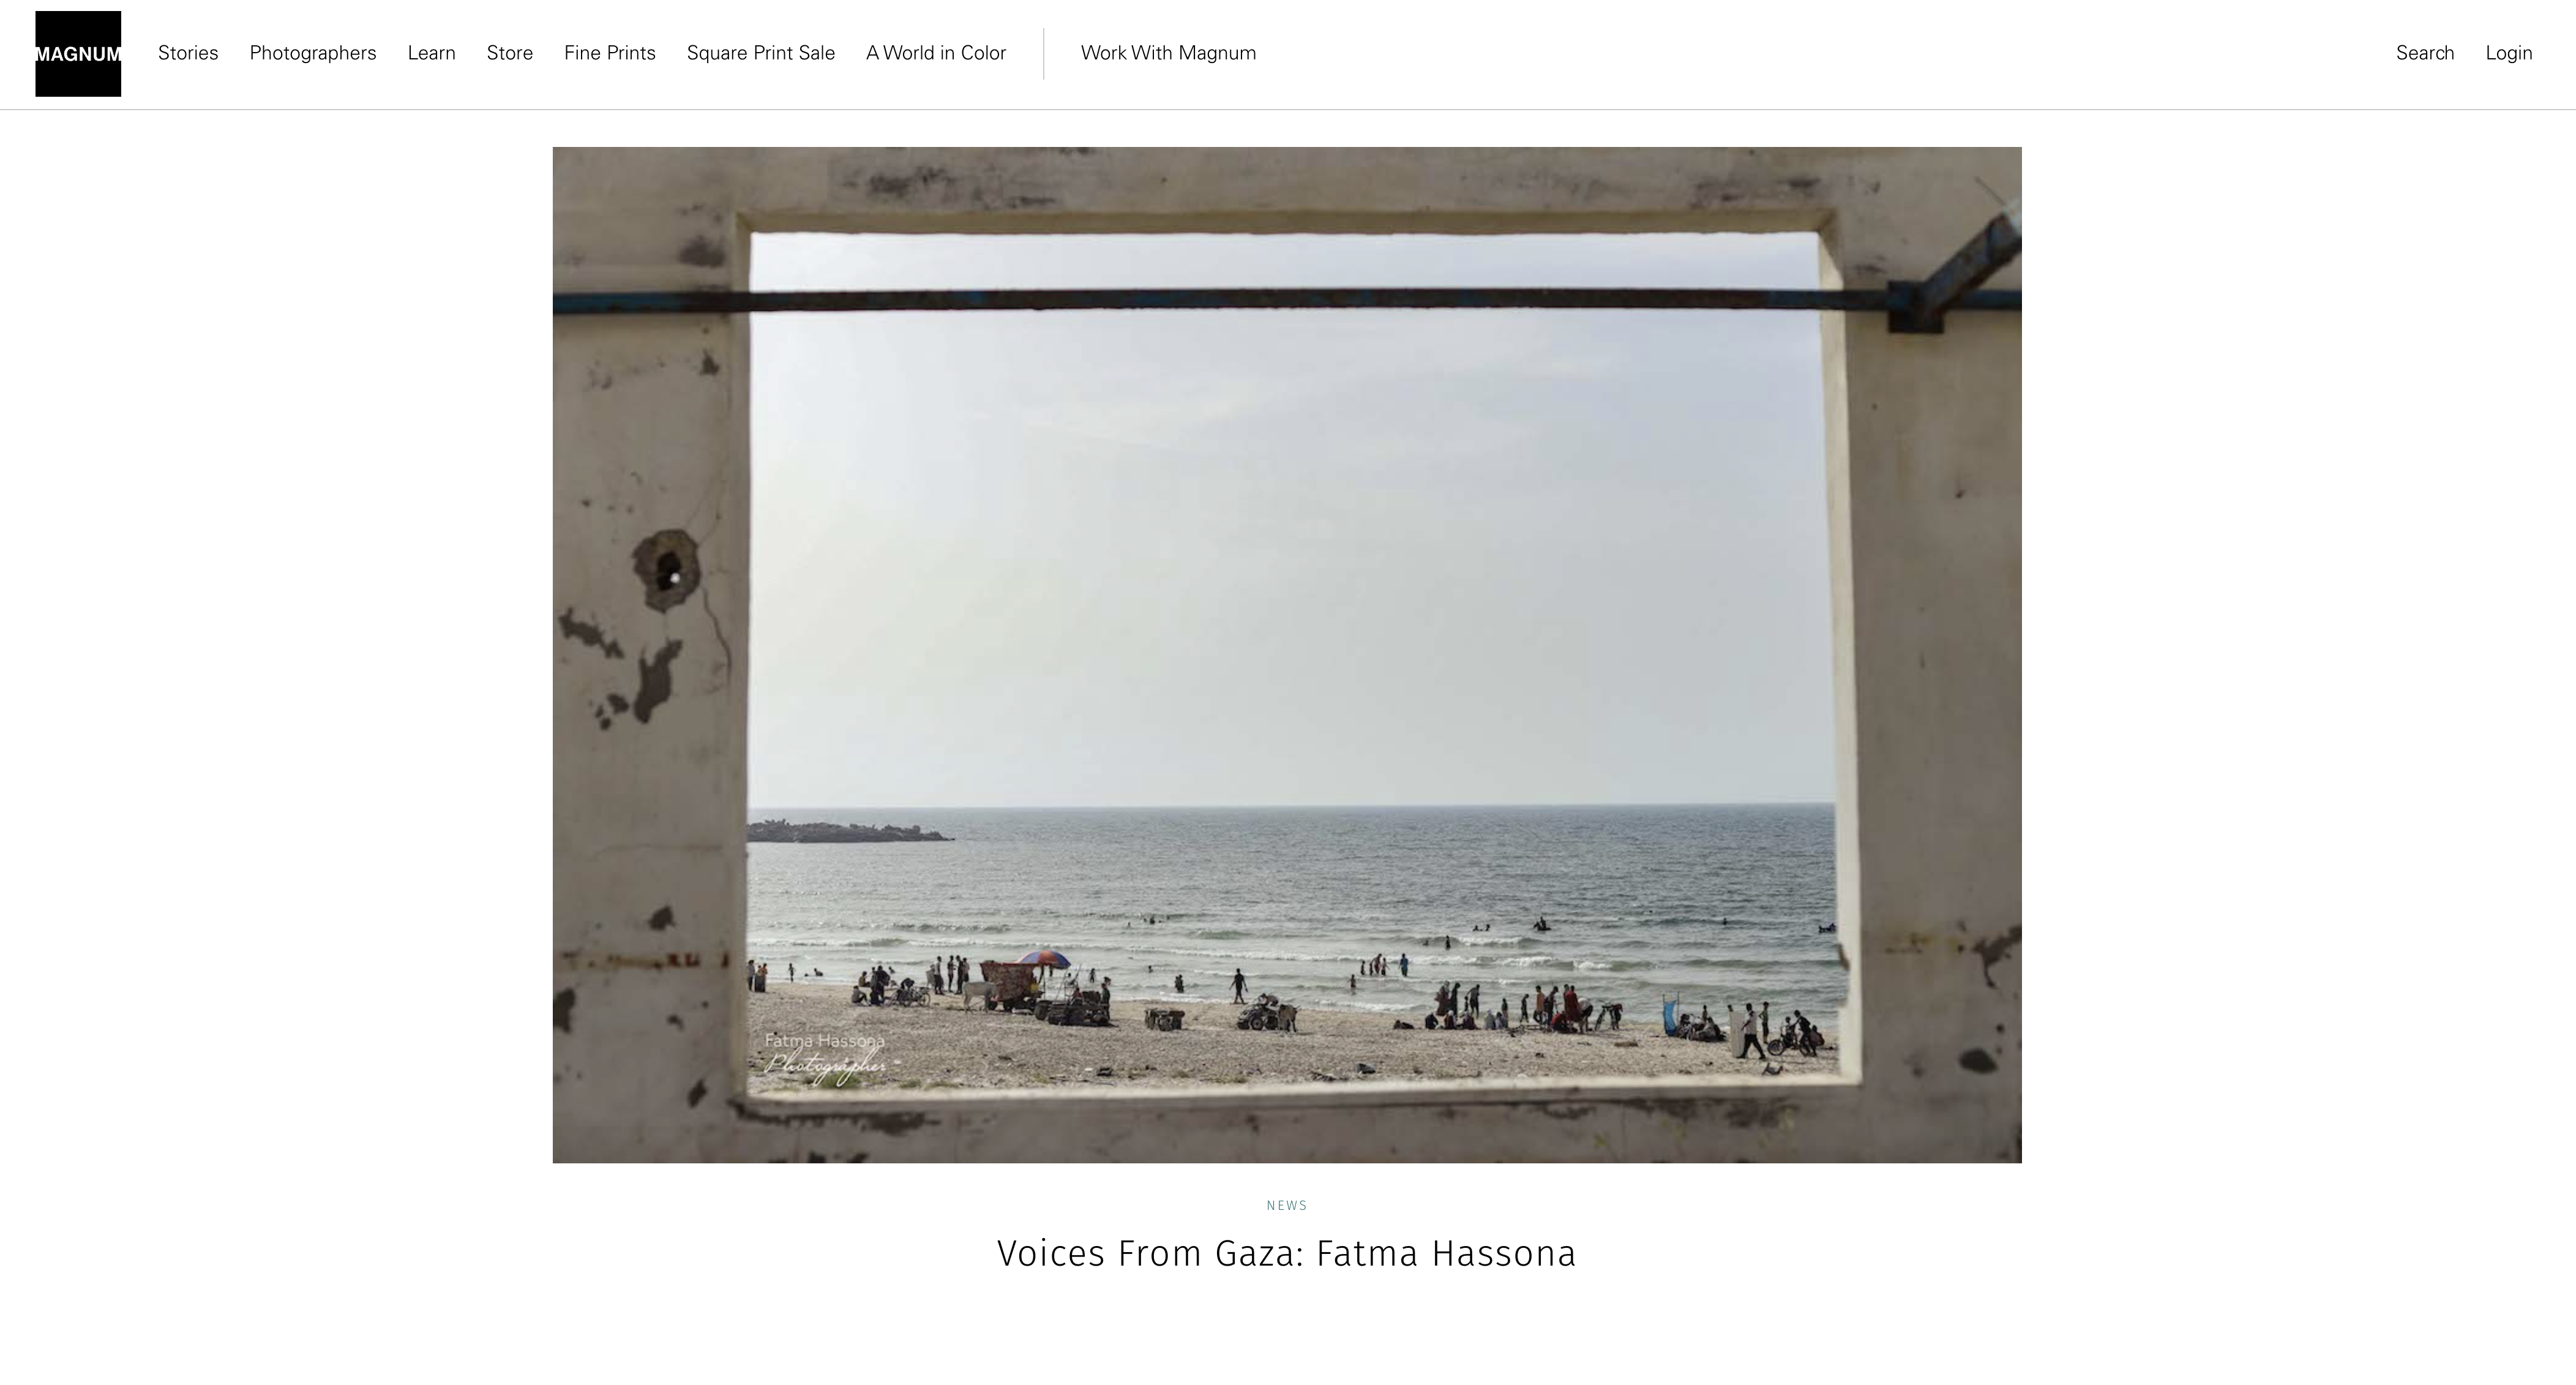 MAGNUM
Stories Photographers Learn Store Fine Prints Square Print Sale A World in Color Work With Magnum Search Login
Fatma Hassona
Photographer
NEWS
Voices From Gaza: Fatma Hassona